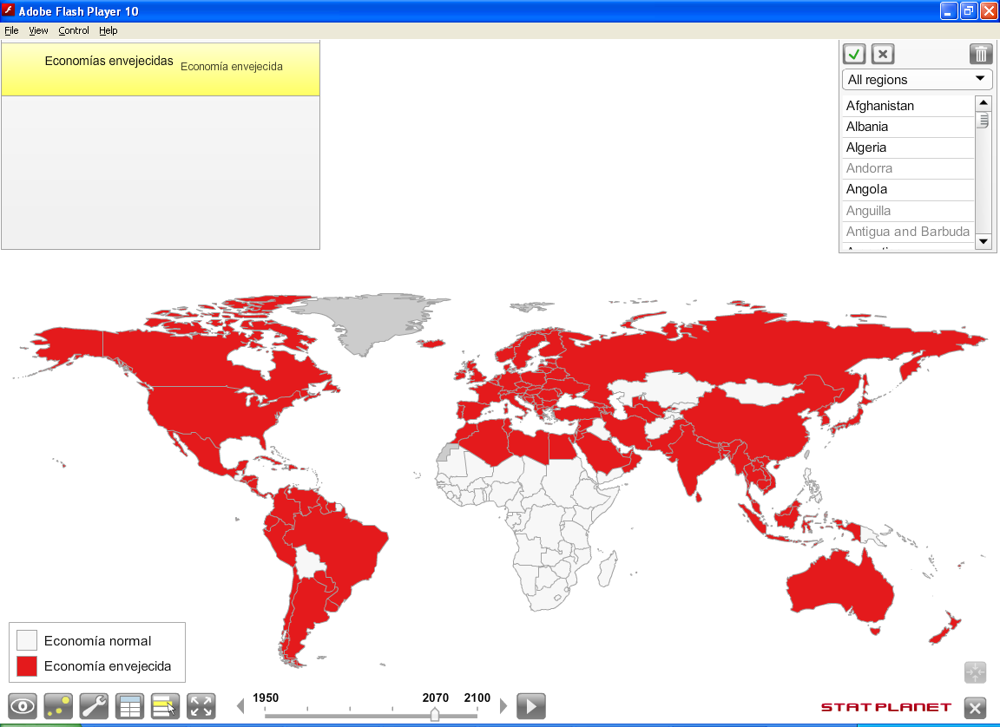 Adobe Flash Player 10
File View Control Help
Economías envejecidas Economía envejecida
All regions
Afghanistan
Albania
Algeria
Andorra
Angola
Anguilla
Antigua and Barbuda
Economía normal
Economía envejecida
1950 2070 2100
STATPLANET